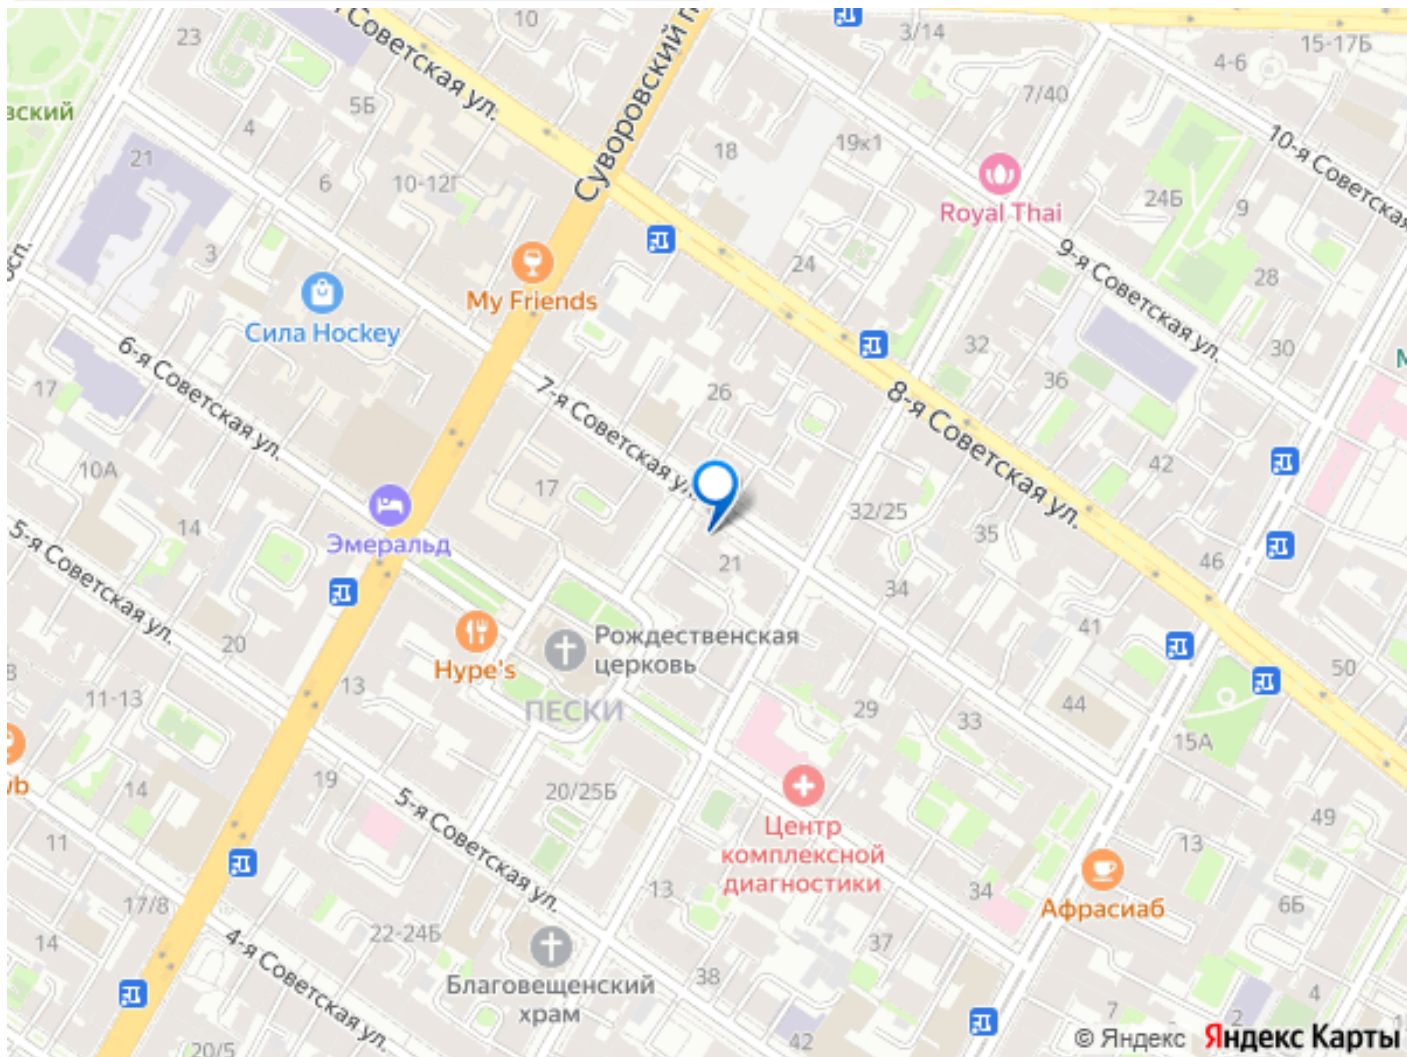 10
3/14
15-17Б
23
4-6
Советская ул.
Суворовский п
7/40
5Б
вский
4
18
19к1
10-я Советская
21
6
10-12Г
Royal Thai
24Б
9
3
осп.
24
9-я Советская ул.
28
My Friends
Сила Hockey
6-я Советская ул.
32
30
17
7-я Советская ул.
26
36
8-я Советская ул.
10А
17
42
14
Эмеральд
32/25
35
5-я Советская ул.
21
34
46
Рождественская
церковь
41
20
Hype's
50
13
ПЕСКИ
11-13
29
33
44
15А
19
14
20/25Б
5-я Советская ул.
Центр
комплексной
диагностики
49
11
13
13
34
Афрасиаб
6Б
17/8
22-24Б
14
4-я Советская ул.
37
Благовещенский
храм
38
4
7
2
42
20/5
© Яндекс Яндекс Карты